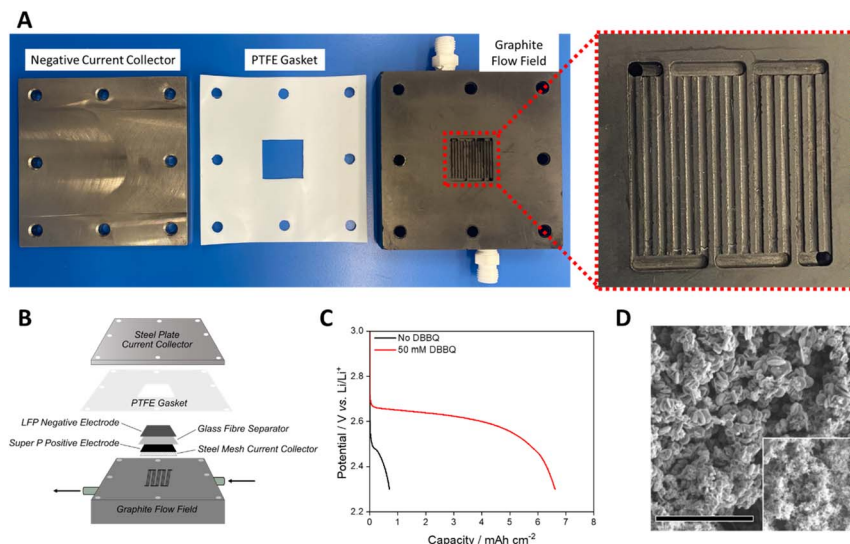 A
Negative Current Collector
PTFE Gasket
Graphite
Flow Field
B
Steel Plate
Current Collector
PTFE Gasket
LFP Negative Electrode
Glass Fibre Separator
Super P Positive Electrode
Steel Mesh Current Collector
Graphite Flow Field
C
No DBBQ
50 mM DBBQ
Potential / V vs. Li/Li⁺
3.0
2.8
2.6
2.4
2.2
0 1 2 3 4 5 6 7 8
Capacity / mAh cm⁻²
D